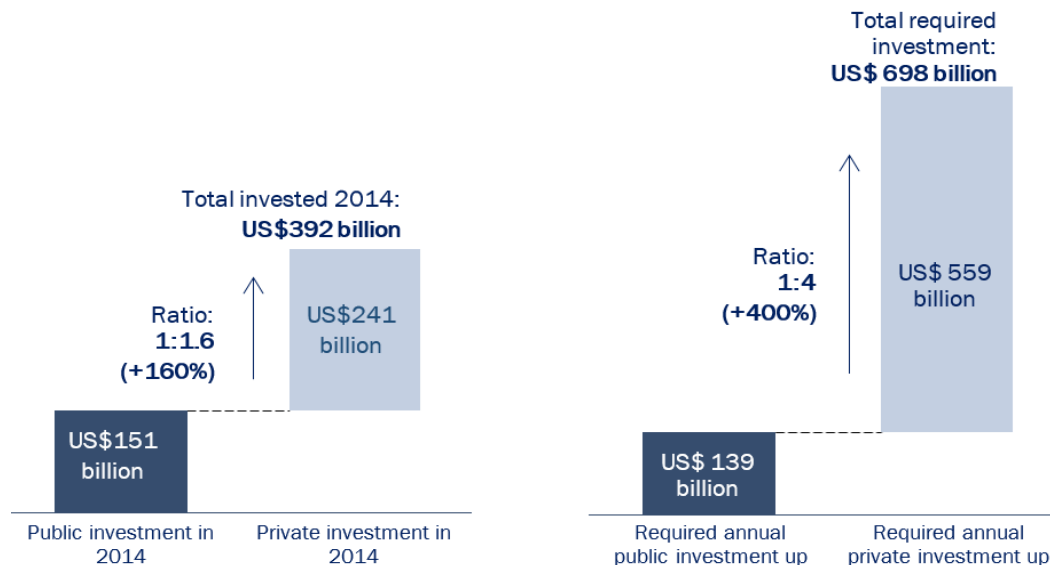 Total invested 2014:
US$392 billion
Ratio:
1:1.6
(+160%)
US$241
billion
US$151
billion
Public investment in
2014
Private investment in
2014
Total required
investment:
US$ 698 billion
Ratio:
1:4
(+400%)
US$ 559
billion
US$ 139
billion
Required annual
public investment up
Required annual
private investment up